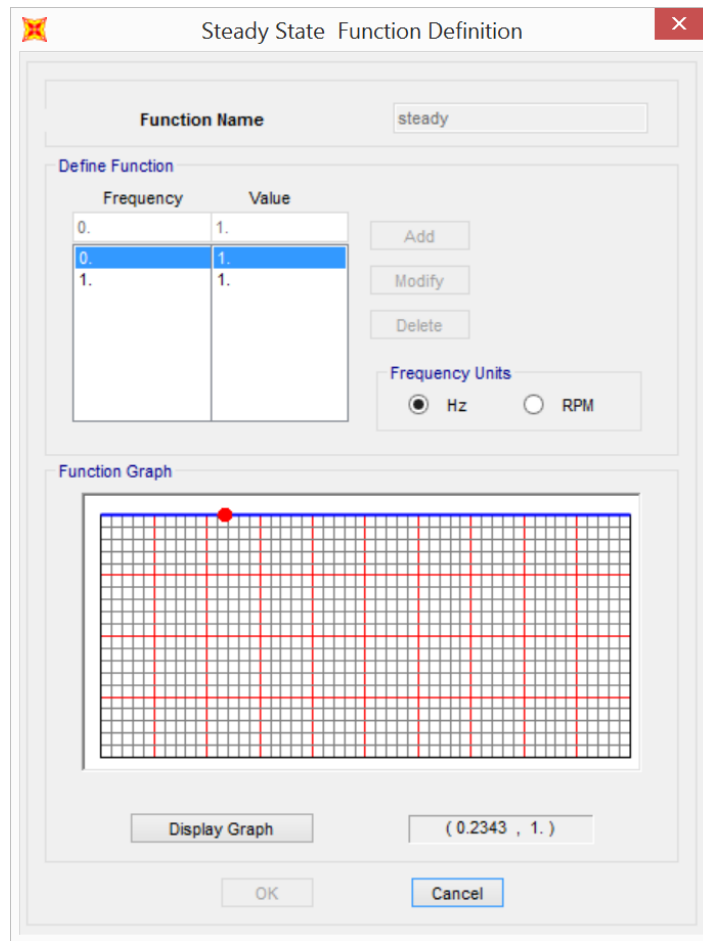 Steady State Function Definition
Function Name
steady
Define Function
Frequency Value
0. 1.
0. 1.
1. 1.
Add
Modify
Delete
Frequency Units
Hz RPM
Function Graph
Display Graph
( 0.2343 , 1. )
OK
Cancel